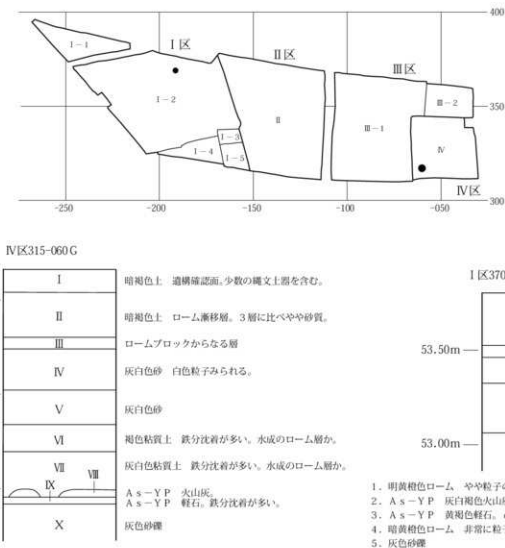 400
Ⅰ区
Ⅱ区
Ⅲ区
Ⅰ-1
Ⅰ-2
Ⅰ-3
Ⅰ-4
Ⅰ-5
Ⅱ
Ⅲ-1
Ⅲ-2
Ⅳ
350
Ⅳ区
300
-250
-200
-150
-100
-050
Ⅳ区315-060G
Ⅰ 暗褐色土 遺構確認面。少数の縄文土器を含む。
Ⅱ 暗褐色土 ローム漸移層。3層に比べやや砂質。
Ⅲ ロームブロックからなる層
Ⅳ 灰白色砂 白色粒子みられる。
Ⅴ 灰白色砂
Ⅵ 褐色粘質土 鉄分沈着が多い。水成のローム層か。
Ⅶ 灰白色粘質土 鉄分沈着が多い。水成のローム層か。
Ⅷ As-YP 火山灰。
Ⅸ As-YP 軽石。鉄分沈着が多い。
Ⅹ 灰色砂礫
Ⅰ区370
53.50m
53.00m
1. 明黄橙色ローム やや粒子の
2. As-YP 灰白褐色火山
3. As-YP 黄褐色軽石。
4. 暗黄橙色ローム 非常に粒
5. 灰色砂礫